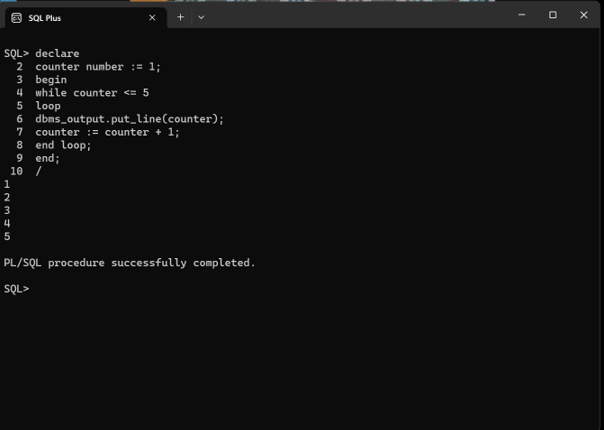 SQL Plus
SQL> declare
2 counter number := 1;
3 begin
4 while counter <= 5
5 loop
6 dbms_output.put_line(counter);
7 counter := counter + 1;
8 end loop;
9 end;
10 /
1
2
3
4
5
PL/SQL procedure successfully completed.
SQL>